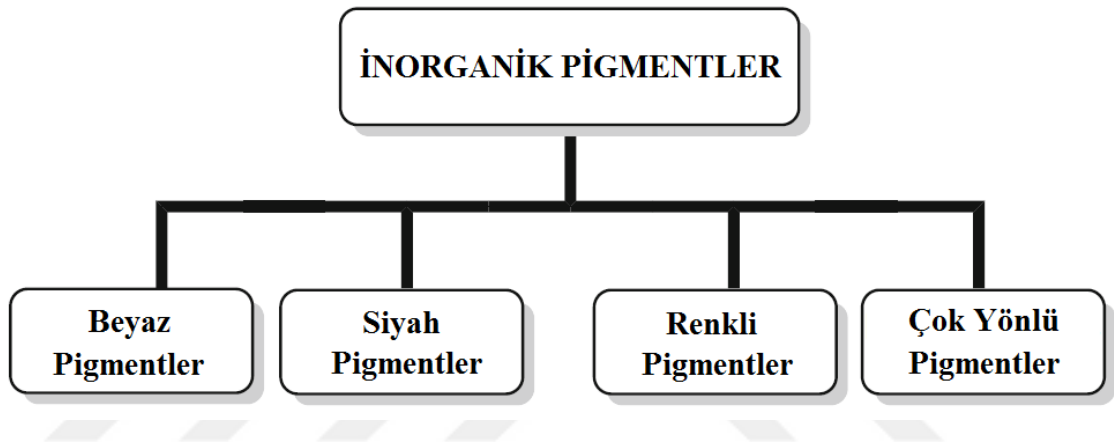 İNORGANİK PİGMENTLER
Beyaz
Pigmentler
Siyah
Pigmentler
Renkli
Pigmentler
Çok Yönlü
Pigmentler